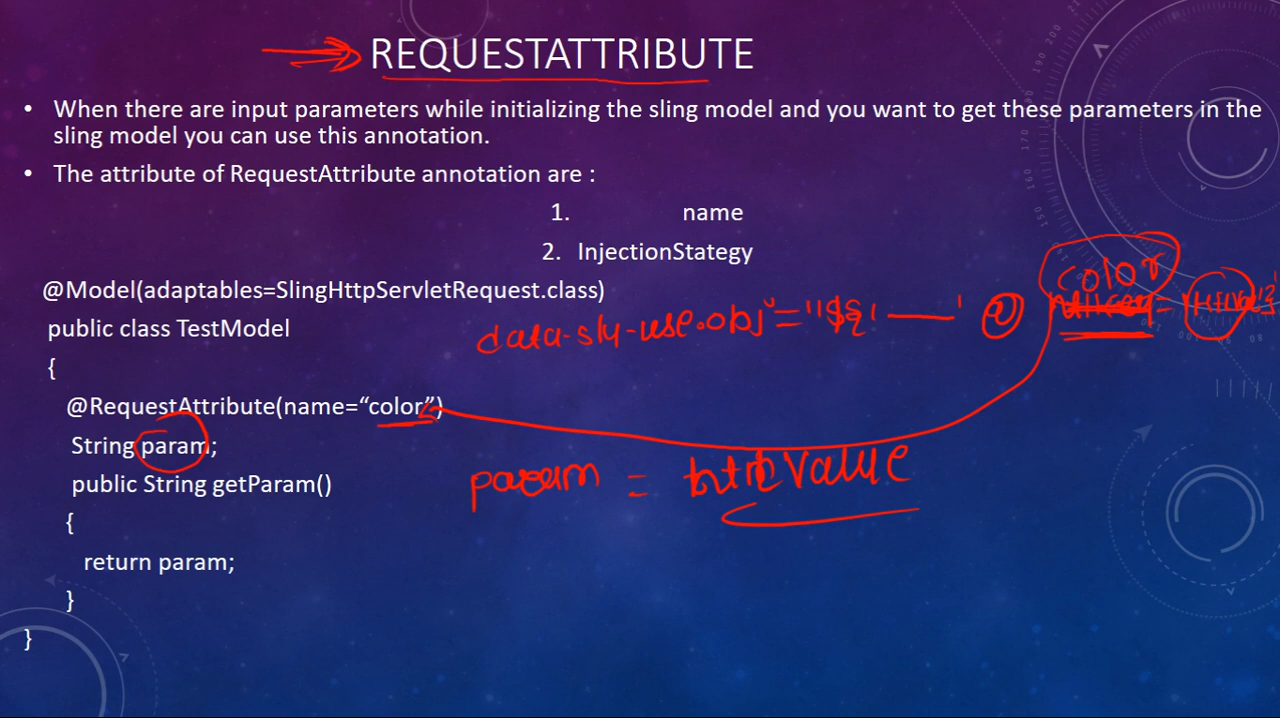 REQUESTATTRIBUTE
• When there are input parameters while initializing the sling model and you want to get these parameters in the
sling model you can use this annotation.
• The attribute of RequestAttribute annotation are :
1. name
2. InjectionStategy
@Model(adaptables=SlingHttpServletRequest.class)
public class TestModel
color
data-sly-use.obj="${'——' @
{
@RequestAttribute(name="color")
String param;
param = Value
public String getParam()
{
return param;
}
}